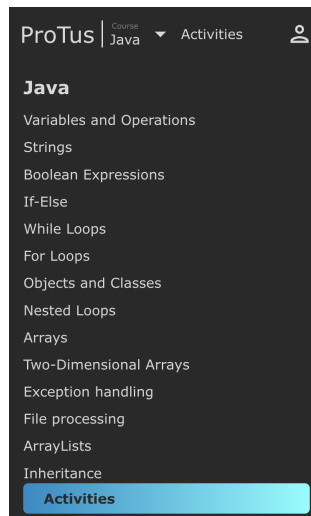 ProTus
Course
Java
Activities
Java
Variables and Operations
Strings
Boolean Expressions
If-Else
While Loops
For Loops
Objects and Classes
Nested Loops
Arrays
Two-Dimensional Arrays
Exception handling
File processing
ArrayLists
Inheritance
Activities